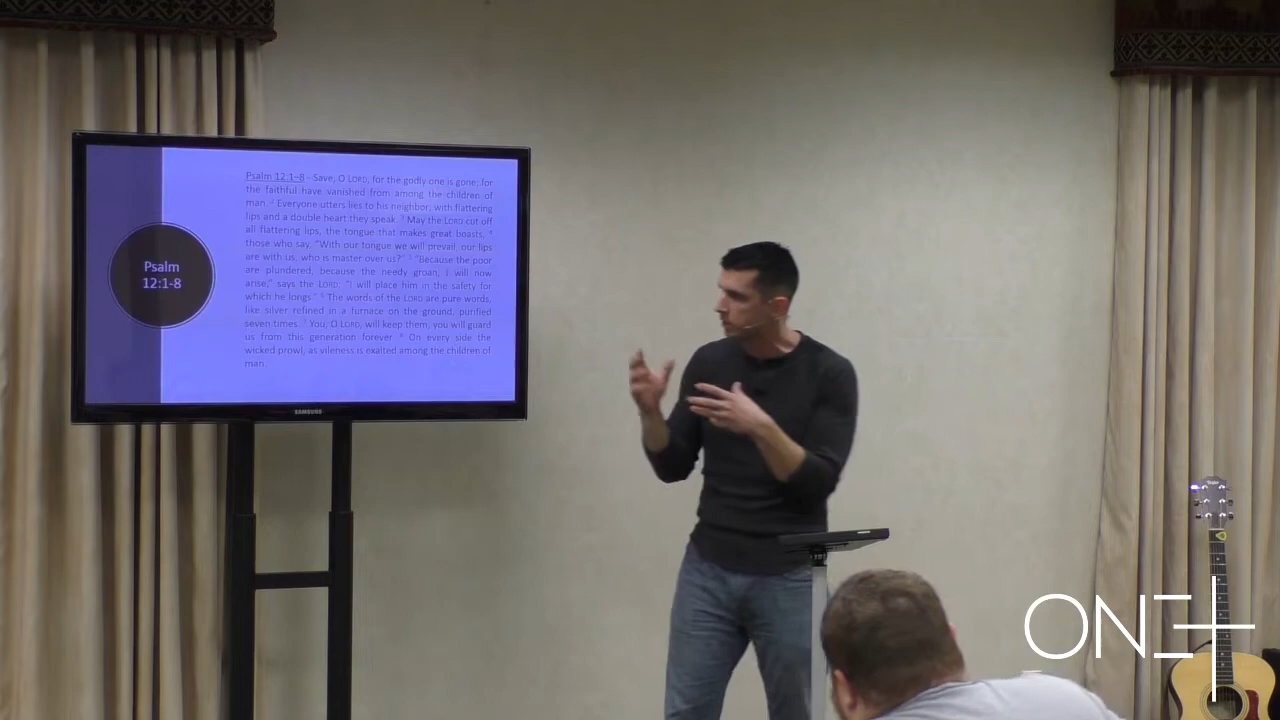 Psalm
12:1-8
Psalm 12:1–8 - Save, O LORD, for the godly one is gone; for
the faithful have vanished from among the children of
man. 2 Everyone utters lies to his neighbor; with flattering
lips and a double heart they speak. 3 May the LORD cut off
all flattering lips, the tongue that makes great boasts, 4
those who say, “With our tongue we will prevail, our lips
are with us; who is master over us?” 5 “Because the poor
are plundered, because the needy groan, I will now
arise,” says the LORD; “I will place him in the safety for
which he longs.” 6 The words of the LORD are pure words,
like silver refined in a furnace on the ground, purified
seven times. 7 You, O LORD, will keep them; you will guard
us from this generation forever. 8 On every side the
wicked prowl, as vileness is exalted among the children of
man.
SAMSUNG
ONE